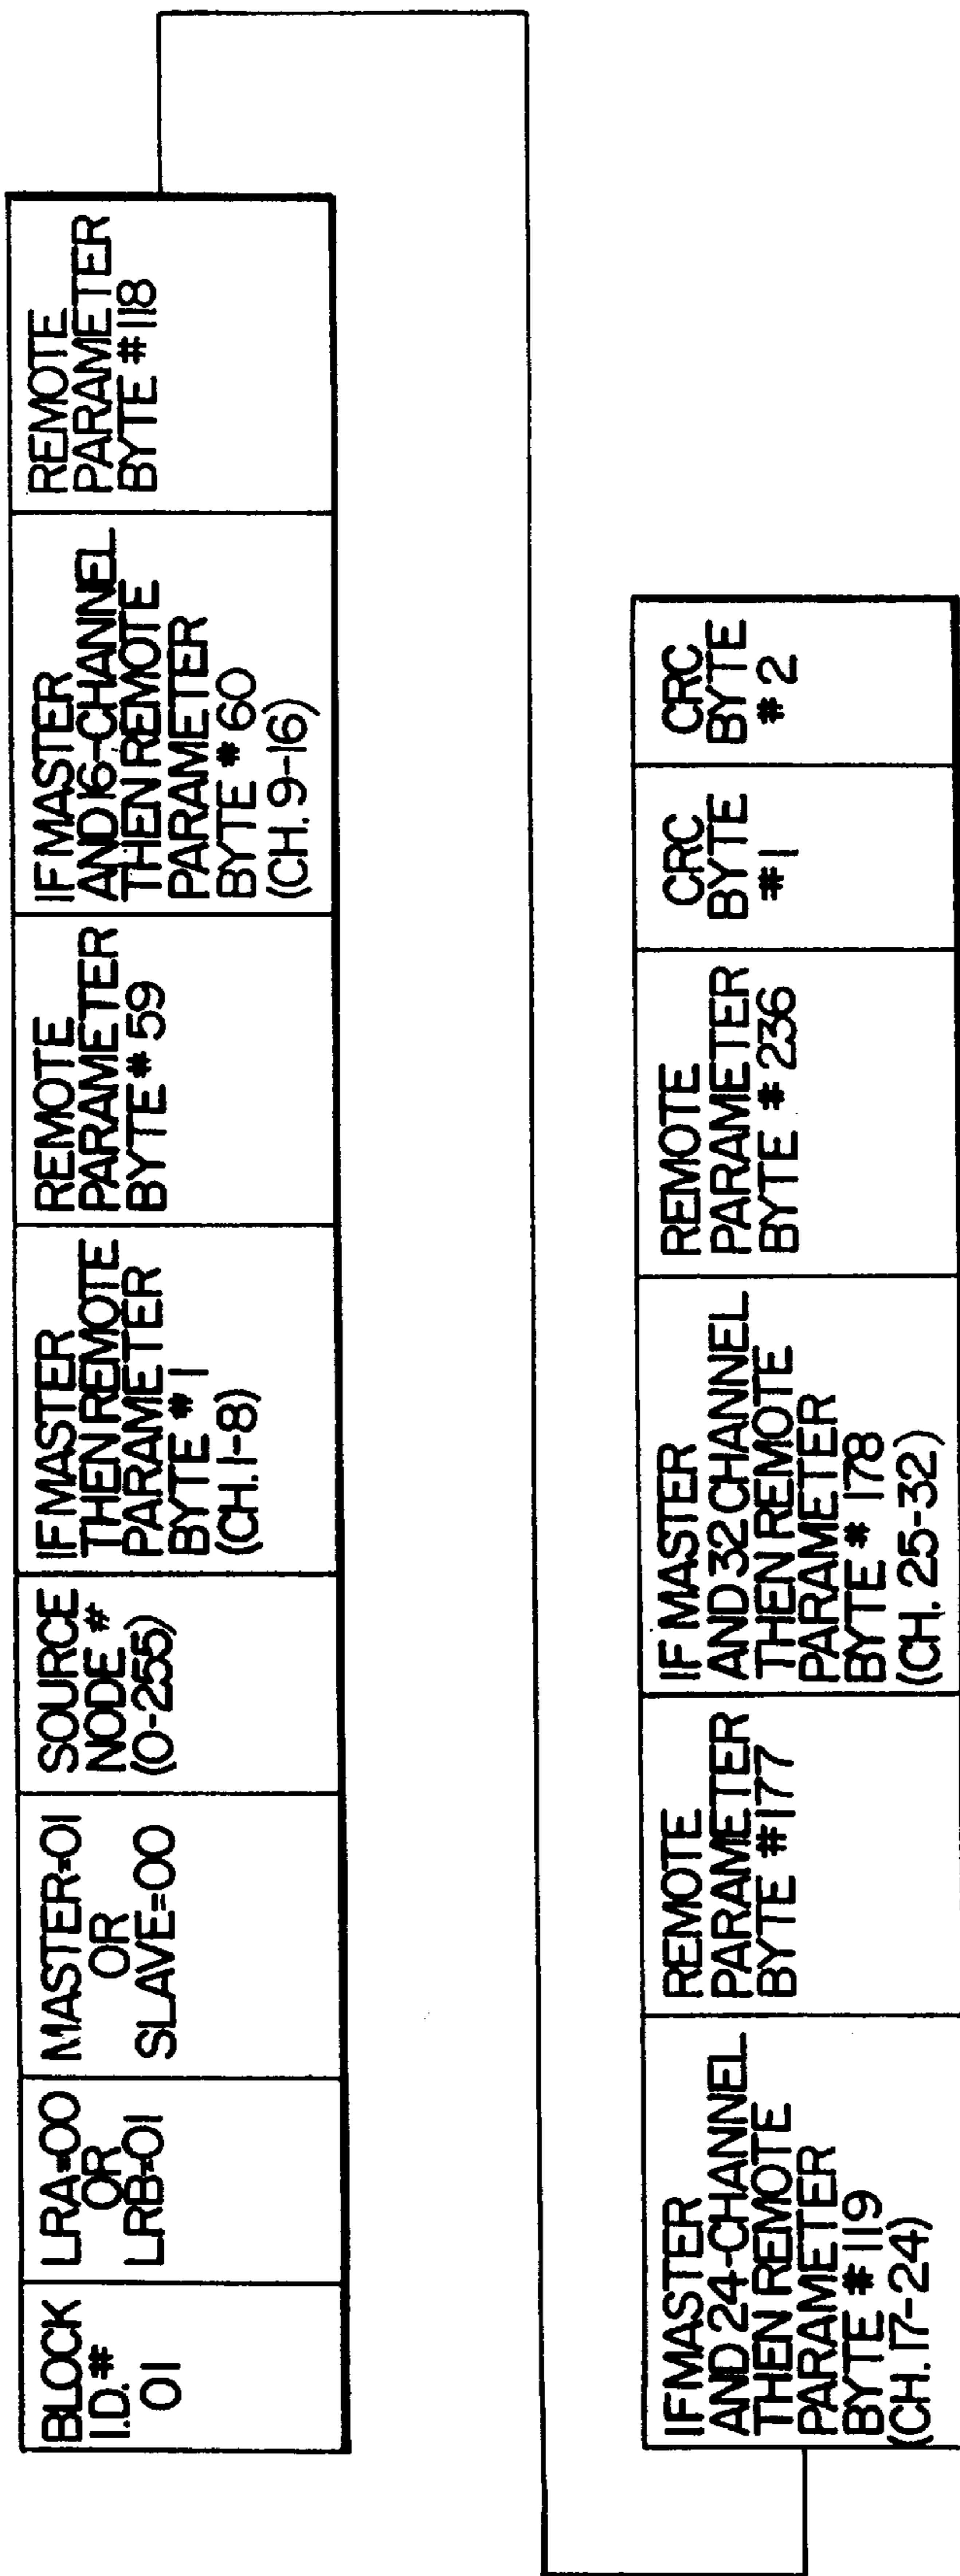 BLOCK
I.D.#
01
LRA=00
OR
LRB=01
MASTER=01
OR
SLAVE=00
SOURCE
NODE #
(0-255)
IF MASTER
THEN REMOTE
PARAMETER
BYTE # 1
(CH.1-8)
REMOTE
PARAMETER
BYTE # 59
IF MASTER
AND 16-CHANNEL
THEN REMOTE
PARAMETER
BYTE # 60
(CH. 9-16)
REMOTE
PARAMETER
BYTE # 118
IF MASTER
AND 24-CHANNEL
THEN REMOTE
PARAMETER
BYTE # 119
(CH. 17-24)
REMOTE
PARAMETER
BYTE #177
IF MASTER
AND 32 CHANNEL
THEN REMOTE
PARAMETER
BYTE # 178
(CH. 25-32)
REMOTE
PARAMETER
BYTE # 236
CRC
BYTE
#1
CRC
BYTE
# 2